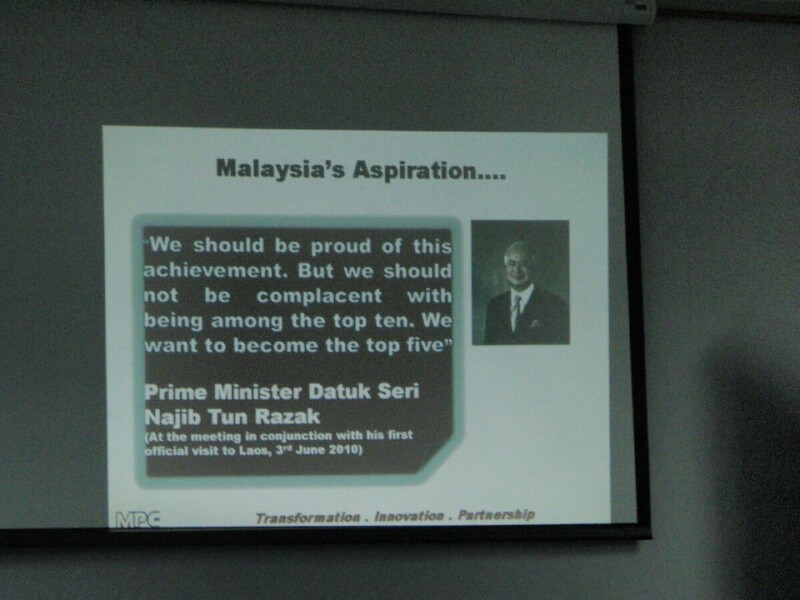 Malaysia's Aspiration....
"We should be proud of this
achievement. But we should
not be complacent with
being among the top ten. We
want to become the top five"
Prime Minister Datuk Seri
Najib Tun Razak
(At the meeting in conjunction with his first
official visit to Laos, 3rd June 2010)
MPC
Transformation . Innovation . Partnership